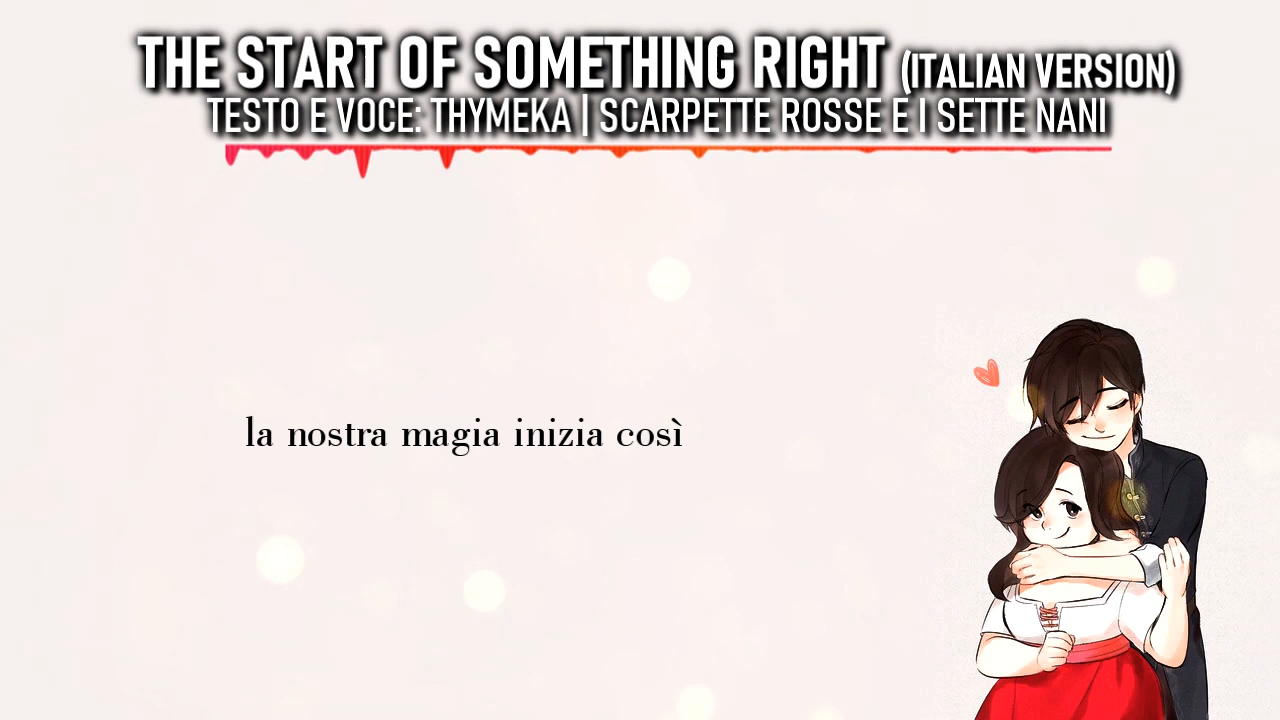 THE START OF SOMETHING RIGHT (ITALIAN VERSION)
TESTO E VOCE: THYMEKA | SCARPETTE ROSSE E I SETTE NANI
la nostra magia inizia così